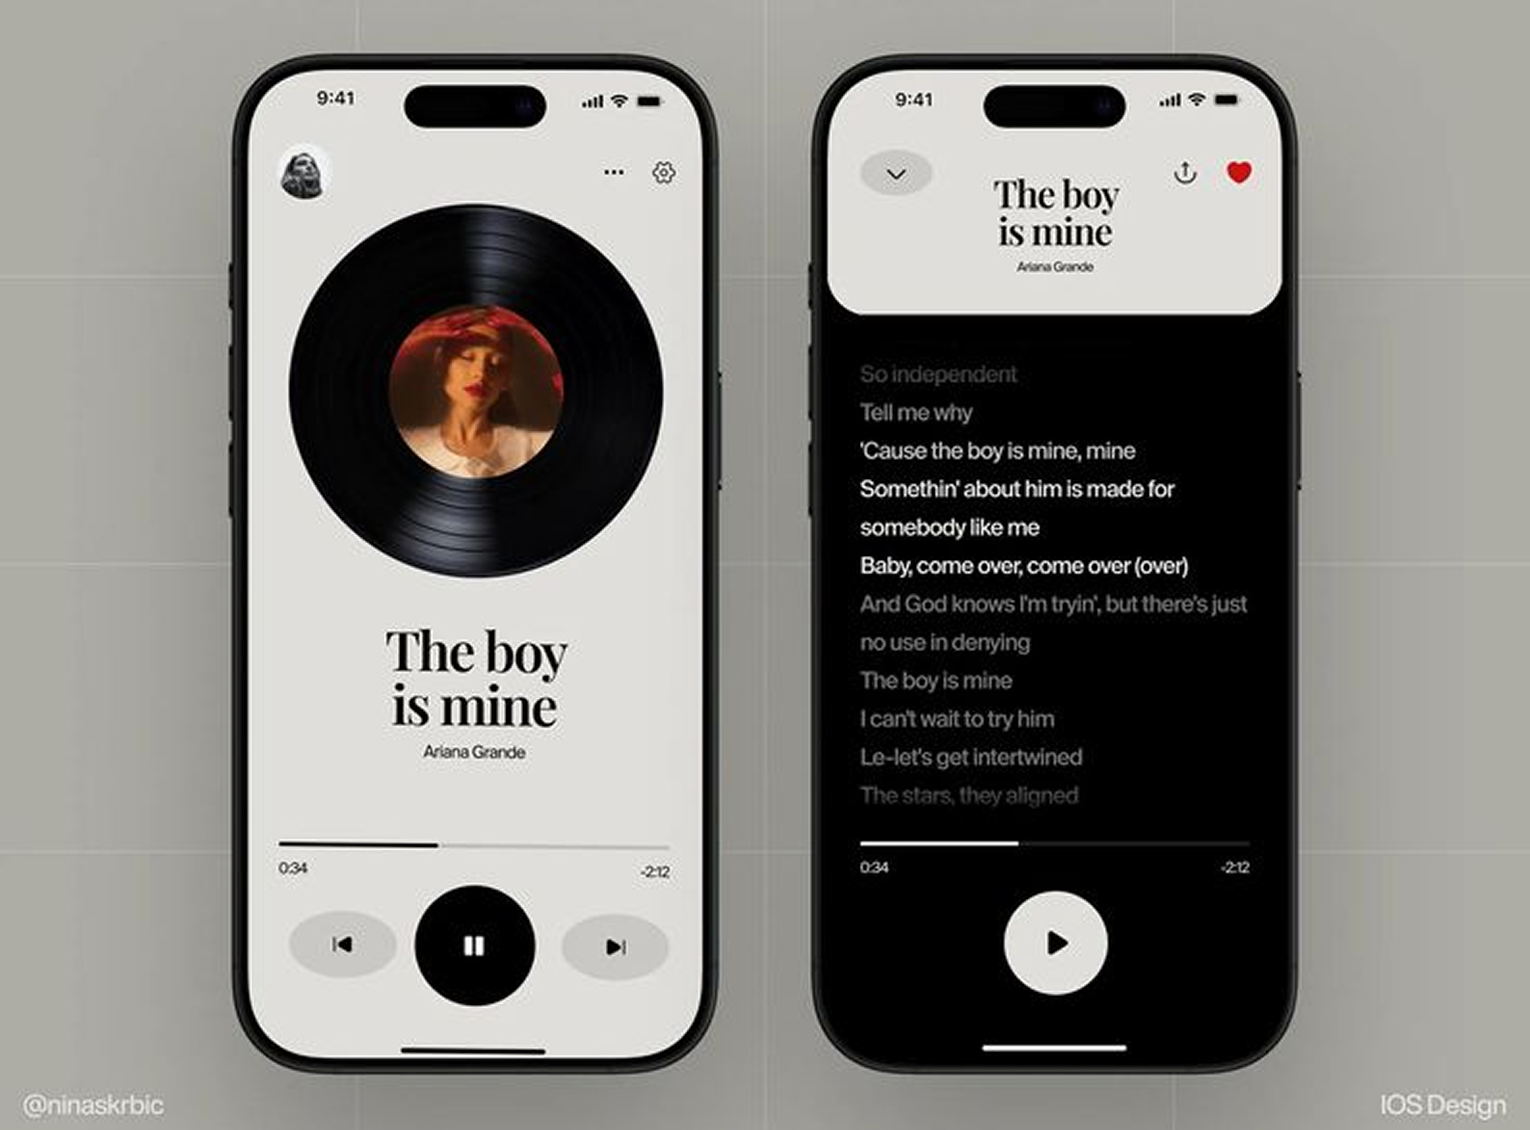 9:41
The boy
is mine
Ariana Grande
0:34
-2:12
9:41
The boy
is mine
Ariana Grande
So independent
Tell me why
'Cause the boy is mine, mine
Somethin' about him is made for
somebody like me
Baby, come over, come over (over)
And God knows I'm tryin', but there's just
no use in denying
The boy is mine
I can't wait to try him
Le-let's get intertwined
The stars, they aligned
0:34
-2:12
@ninaskrbic
IOS Design